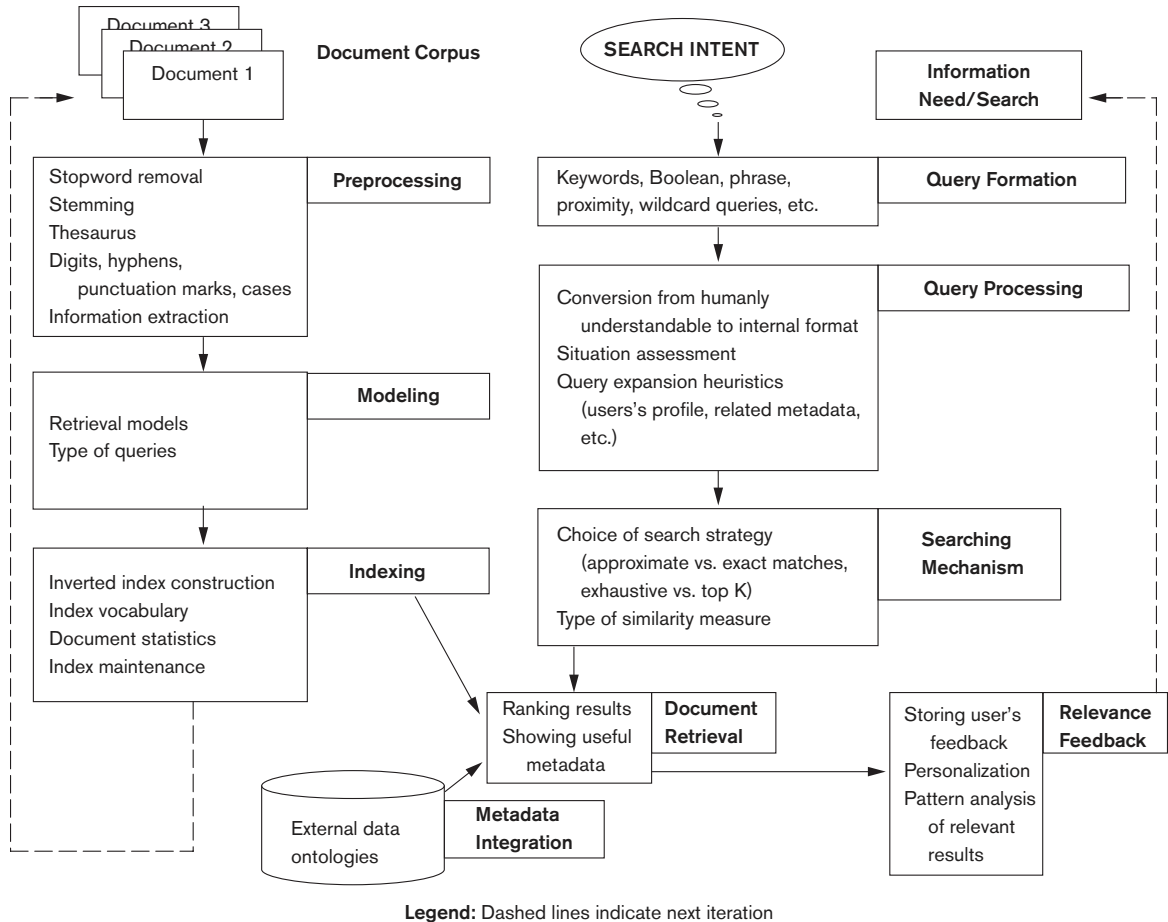 Document 3
Document 2
Document 1
Document Corpus
Stopword removal
Stemming
Thesaurus
Digits, hyphens,
punctuation marks, cases
Information extraction
Preprocessing
Retrieval models
Type of queries
Modeling
Inverted index construction
Index vocabulary
Document statistics
Index maintenance
Indexing
SEARCH INTENT
Information
Need/Search
Keywords, Boolean, phrase,
proximity, wildcard queries, etc.
Query Formation
Conversion from humanly
understandable to internal format
Situation assessment
Query expansion heuristics
(users's profile, related metadata,
etc.)
Query Processing
Choice of search strategy
(approximate vs. exact matches,
exhaustive vs. top K)
Type of similarity measure
Searching
Mechanism
Ranking results
Showing useful
metadata
Document
Retrieval
External data
ontologies
Metadata
Integration
Storing user's
feedback
Personalization
Pattern analysis
of relevant
results
Relevance
Feedback
Legend: Dashed lines indicate next iteration